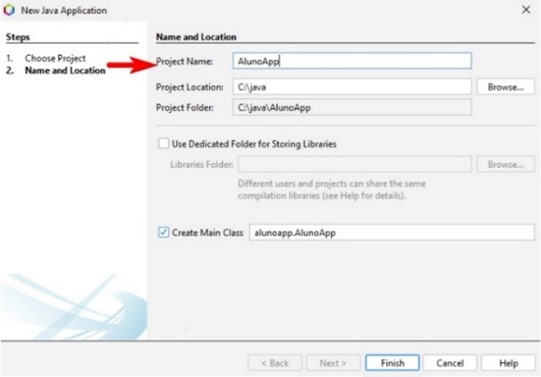 New Java Application
Steps
1. Choose Project
2. Name and Location
Name and Location
Project Name: AlunoApp
Project Location: C:\java Browse...
Project Folder: C:\java\AlunoApp
Use Dedicated Folder for Storing Libraries
Libraries Folder: Browse...
Different users and projects can share the same
compilation libraries (see Help for details).
Create Main Class alunoapp.AlunoApp
< Back Next > Finish Cancel Help